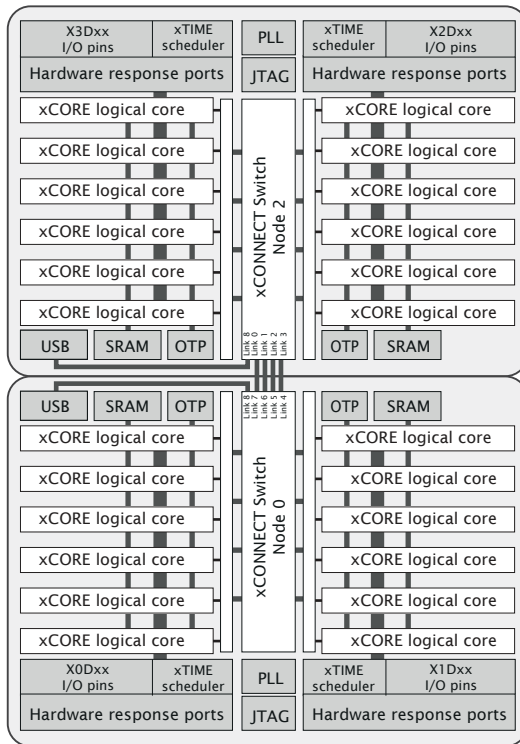 X3Dxx
I/O pins
xTIME
scheduler
PLL
xTIME
scheduler
X2Dxx
I/O pins
Hardware response ports
JTAG
Hardware response ports
xCORE logical core
xCORE logical core
xCORE logical core
xCORE logical core
xCORE logical core
xCORE logical core
xCONNECT Switch
Node 2
xCORE logical core
xCORE logical core
xCORE logical core
xCORE logical core
xCORE logical core
xCORE logical core
USB
SRAM
OTP
Link 8
Link 0
Link 1
Link 2
Link 3
OTP
SRAM
USB
SRAM
OTP
Link 8
Link 7
Link 6
Link 5
Link 4
OTP
SRAM
xCORE logical core
xCORE logical core
xCORE logical core
xCORE logical core
xCORE logical core
xCORE logical core
xCONNECT Switch
Node 0
xCORE logical core
xCORE logical core
xCORE logical core
xCORE logical core
xCORE logical core
xCORE logical core
X0Dxx
I/O pins
xTIME
scheduler
PLL
xTIME
scheduler
X1Dxx
I/O pins
Hardware response ports
JTAG
Hardware response ports